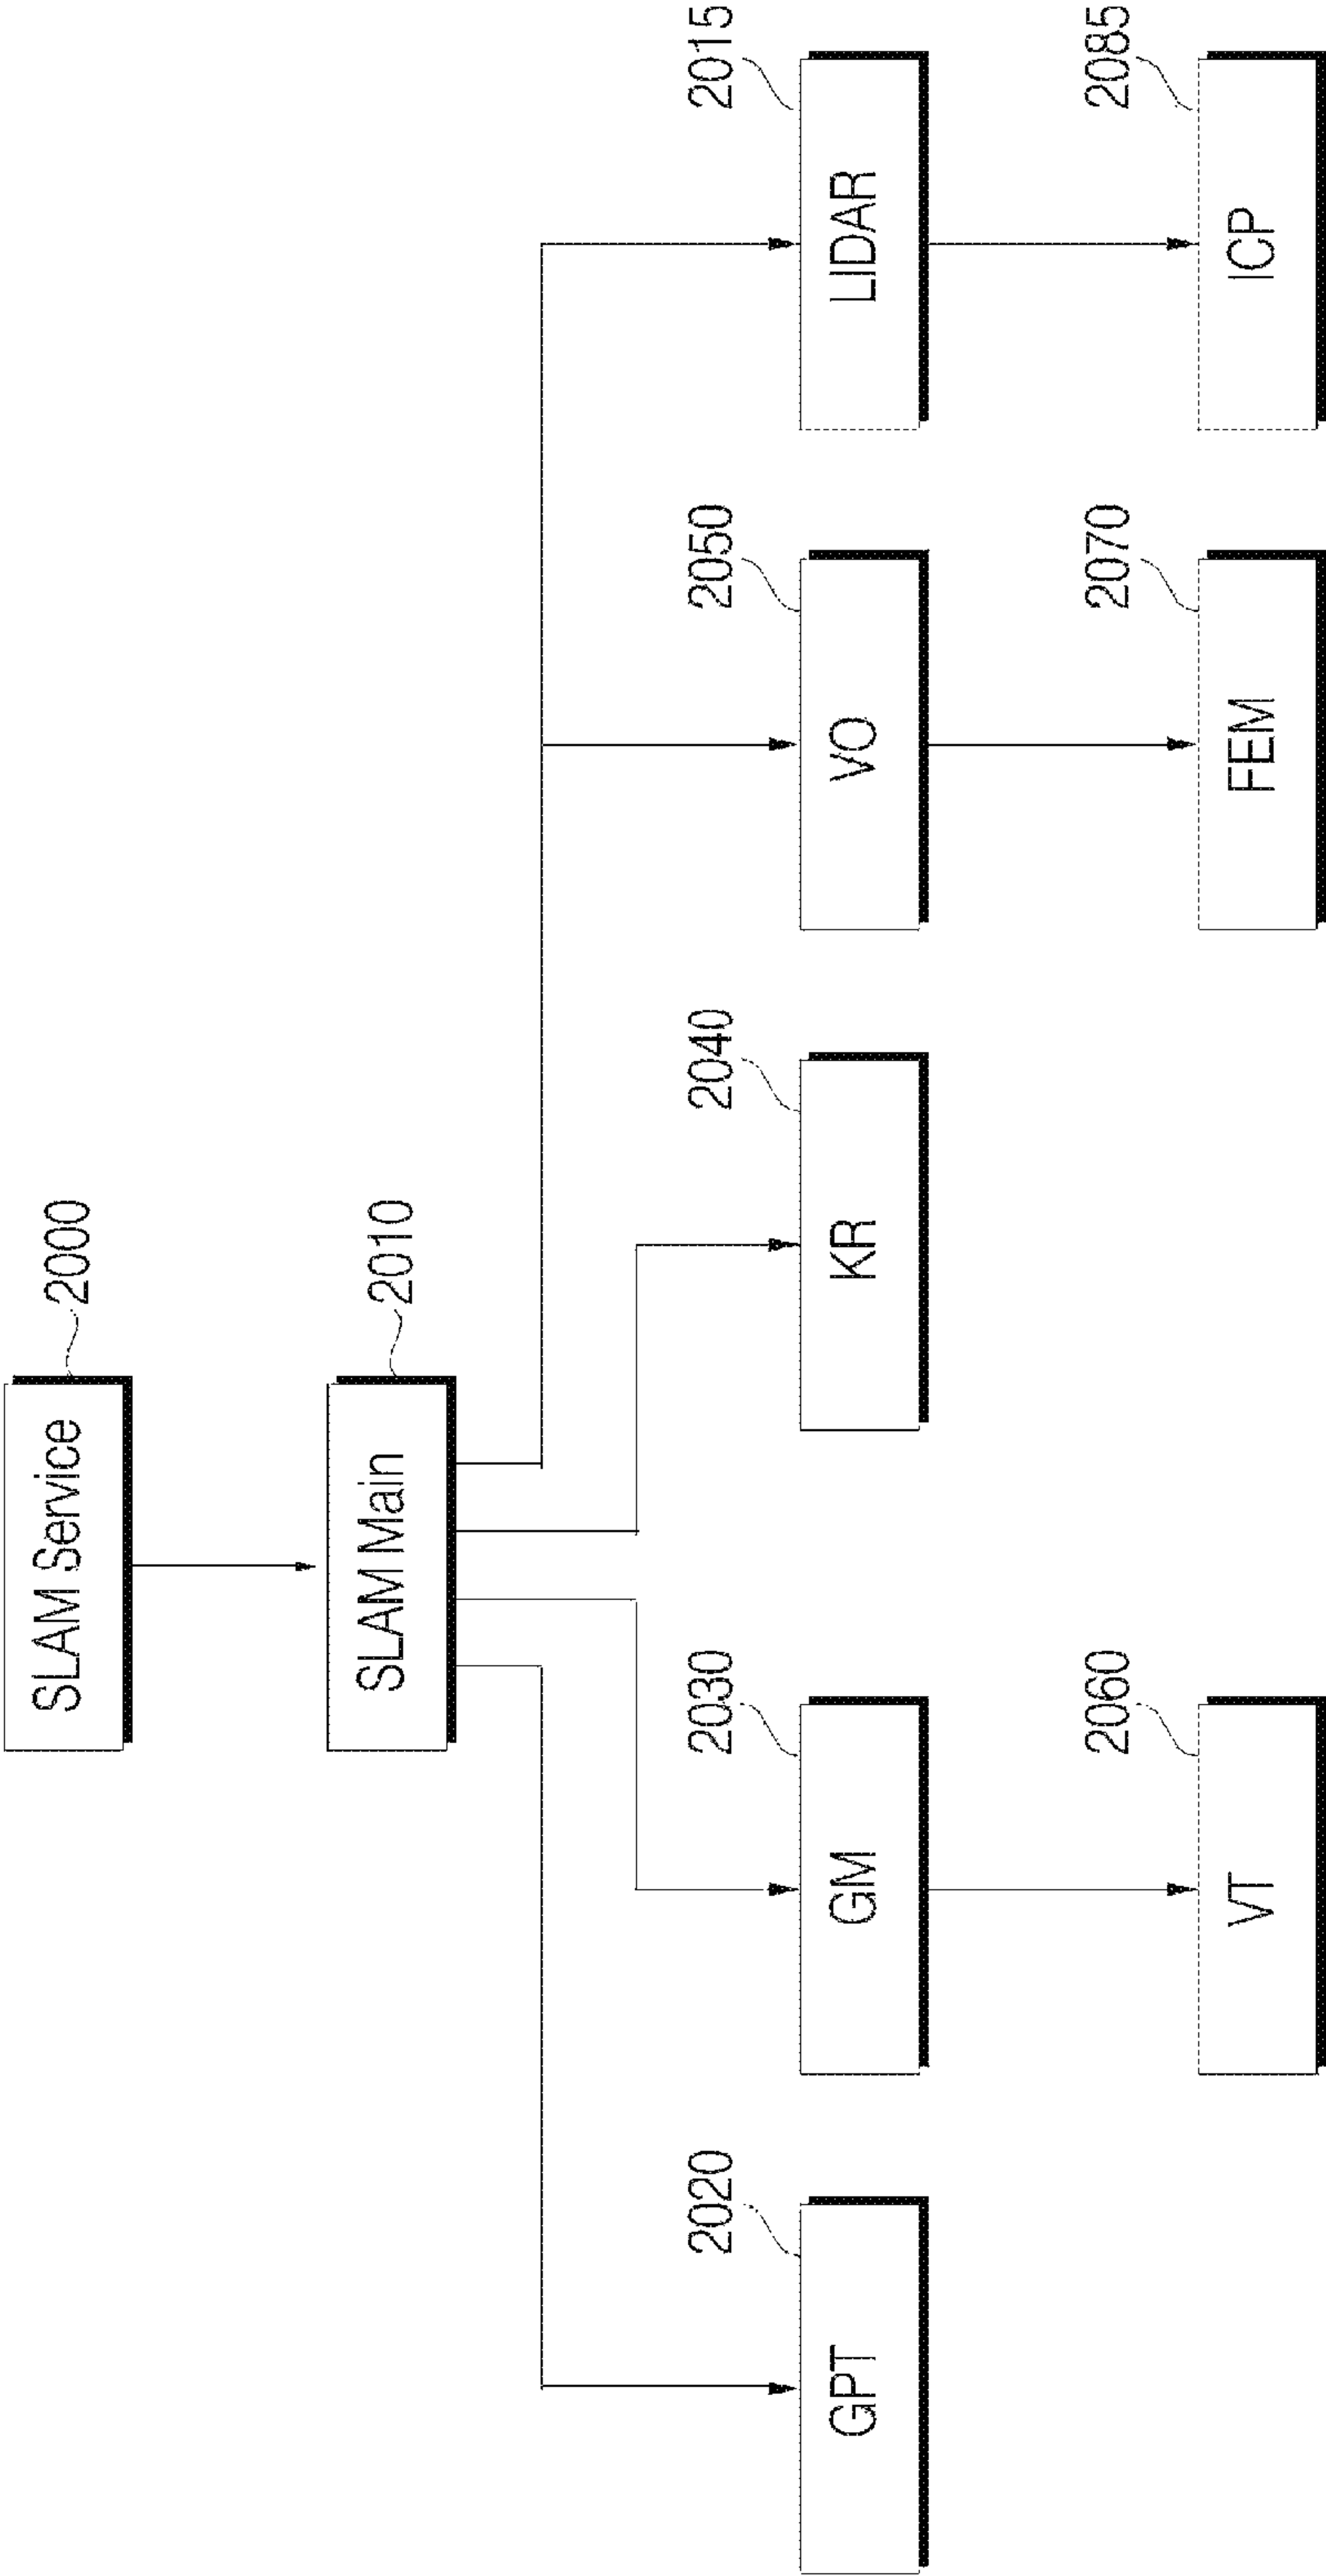 SLAM Service
2000
SLAM Main
2010
GPT
2020
GM
2030
KR
2040
VO
2050
LIDAR
2015
VT
2060
FEM
2070
ICP
2085